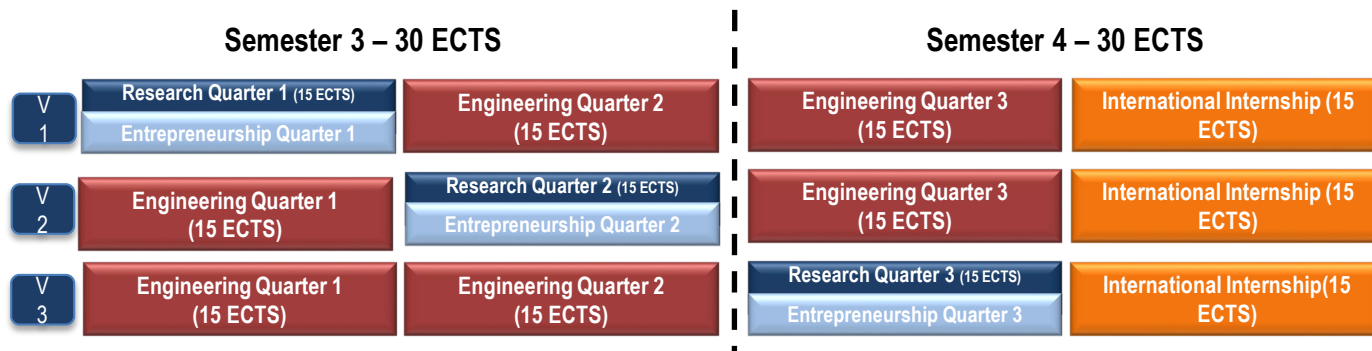 Semester 3 – 30 ECTS
Semester 4 – 30 ECTS
V
1
Research Quarter 1 (15 ECTS)
Entrepreneurship Quarter 1
Engineering Quarter 2
(15 ECTS)
Engineering Quarter 3
(15 ECTS)
International Internship (15
ECTS)
V
2
Engineering Quarter 1
(15 ECTS)
Research Quarter 2 (15 ECTS)
Entrepreneurship Quarter 2
Engineering Quarter 3
(15 ECTS)
International Internship (15
ECTS)
V
3
Engineering Quarter 1
(15 ECTS)
Engineering Quarter 2
(15 ECTS)
Research Quarter 3 (15 ECTS)
Entrepreneurship Quarter 3
International Internship(15
ECTS)